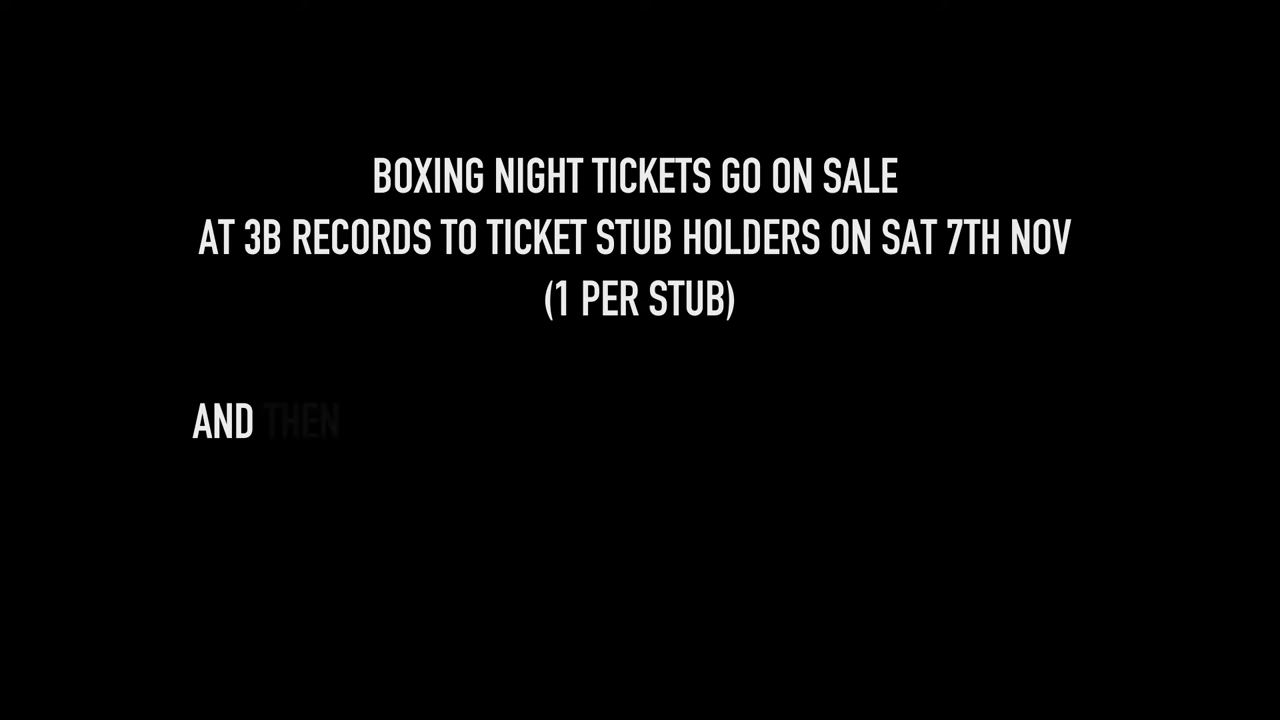 BOXING NIGHT TICKETS GO ON SALE
AT 3B RECORDS TO TICKET STUB HOLDERS ON SAT 7TH NOV
(1 PER STUB)
AND THEN